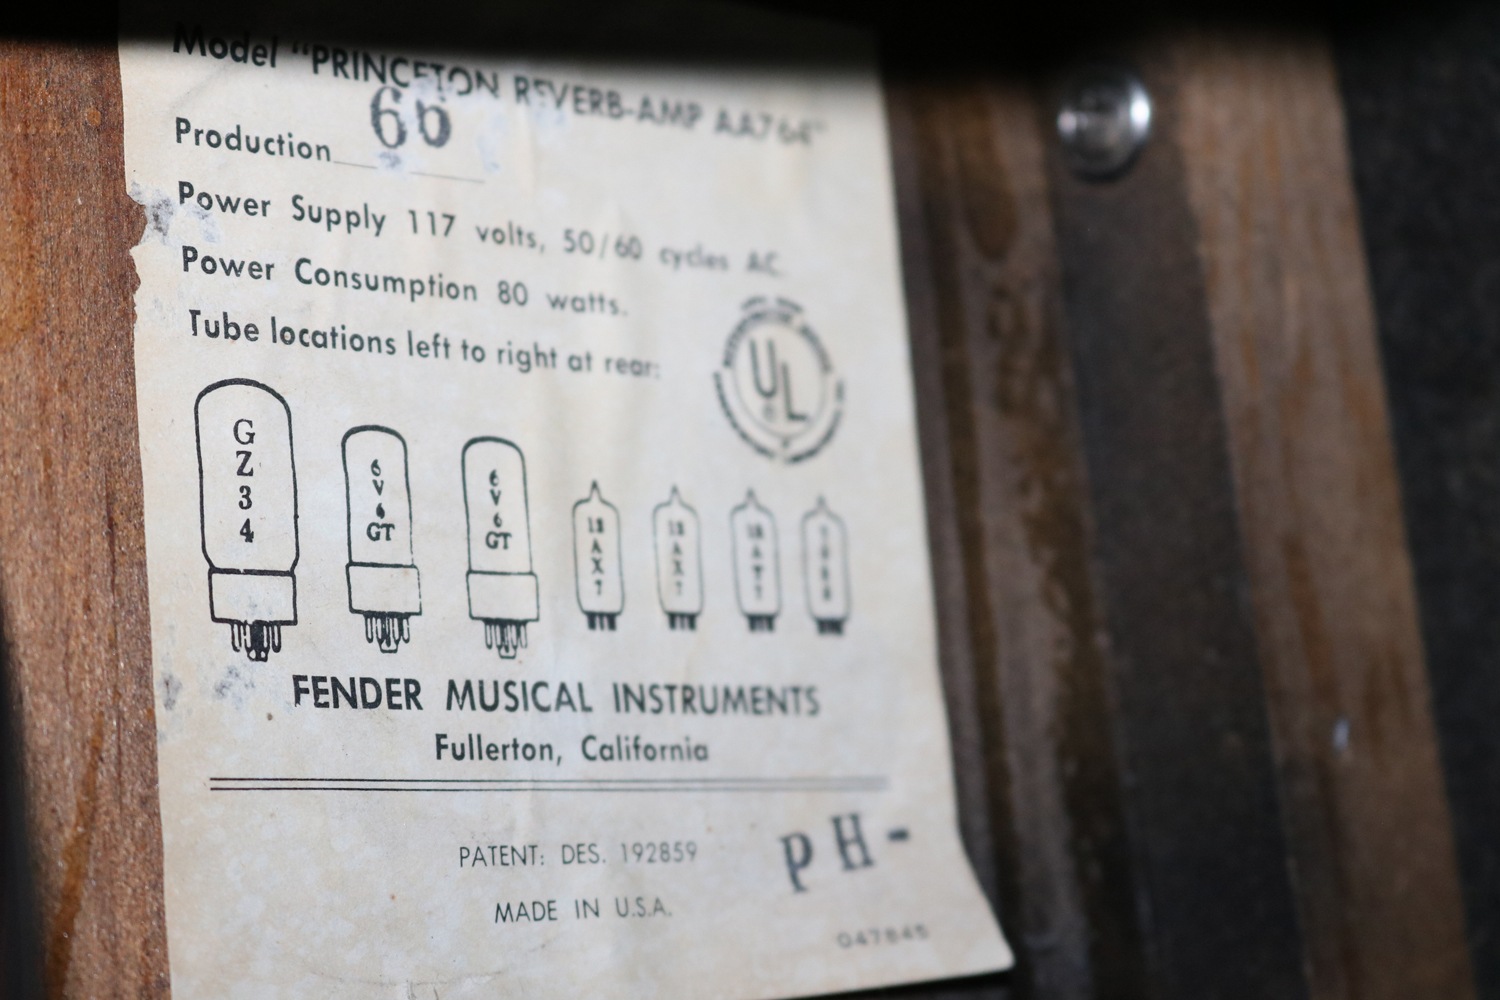 Model "PRINCETON REVERB-AMP AA764"
Production 66
Power Supply 117 volts, 50/60 cycles AC.
Power Consumption 80 watts.
Tube locations left to right at rear:
UL
GZ34
6V6GT
6V6GT
12AX7
FENDER MUSICAL INSTRUMENTS
Fullerton, California
PATENT: DES. 192859
PH-
MADE IN U.S.A.
047845